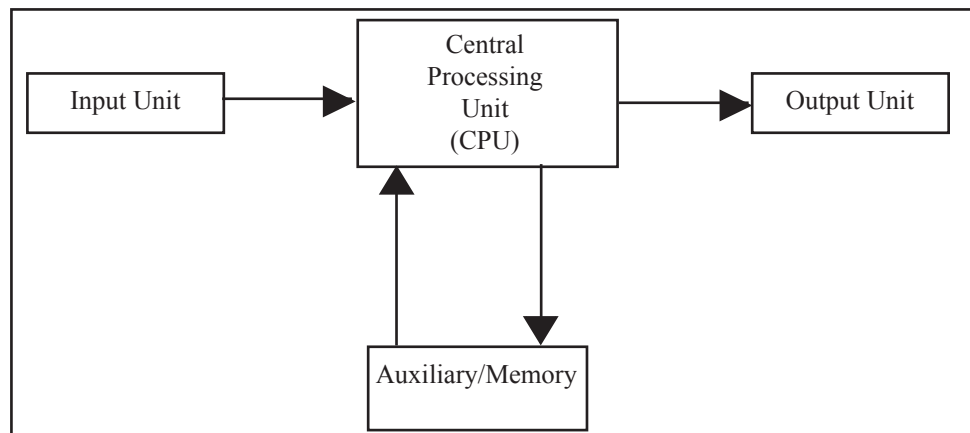 Input Unit
Central
Processing
Unit
(CPU)
Output Unit
Auxiliary/Memory